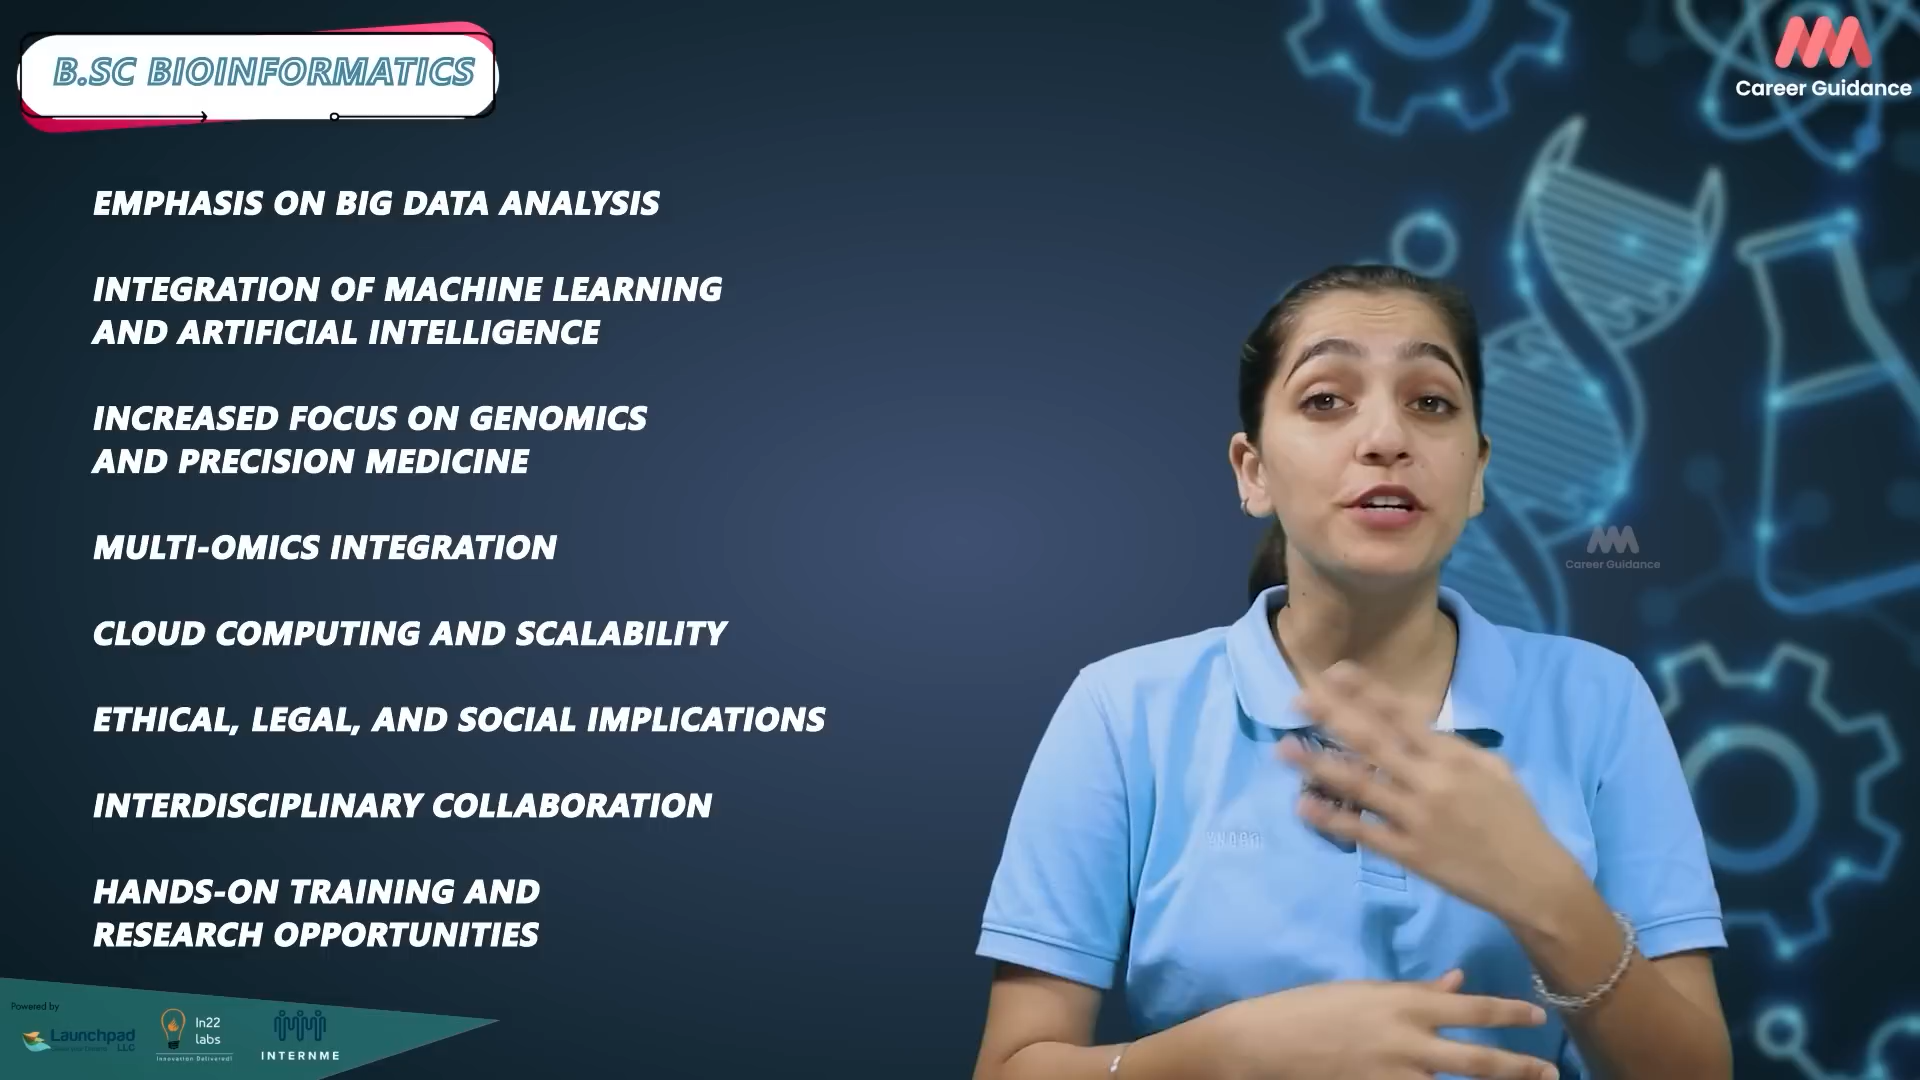 B.SC BIOINFORMATICS
Career Guidance
EMPHASIS ON BIG DATA ANALYSIS
INTEGRATION OF MACHINE LEARNING
AND ARTIFICIAL INTELLIGENCE
INCREASED FOCUS ON GENOMICS
AND PRECISION MEDICINE
MULTI-OMICS INTEGRATION
CLOUD COMPUTING AND SCALABILITY
ETHICAL, LEGAL, AND SOCIAL IMPLICATIONS
INTERDISCIPLINARY COLLABORATION
HANDS-ON TRAINING AND
RESEARCH OPPORTUNITIES
Career Guidance
Powered by
Launchpad
LLC
In22
labs
Innovation Delivered!
INTERNME